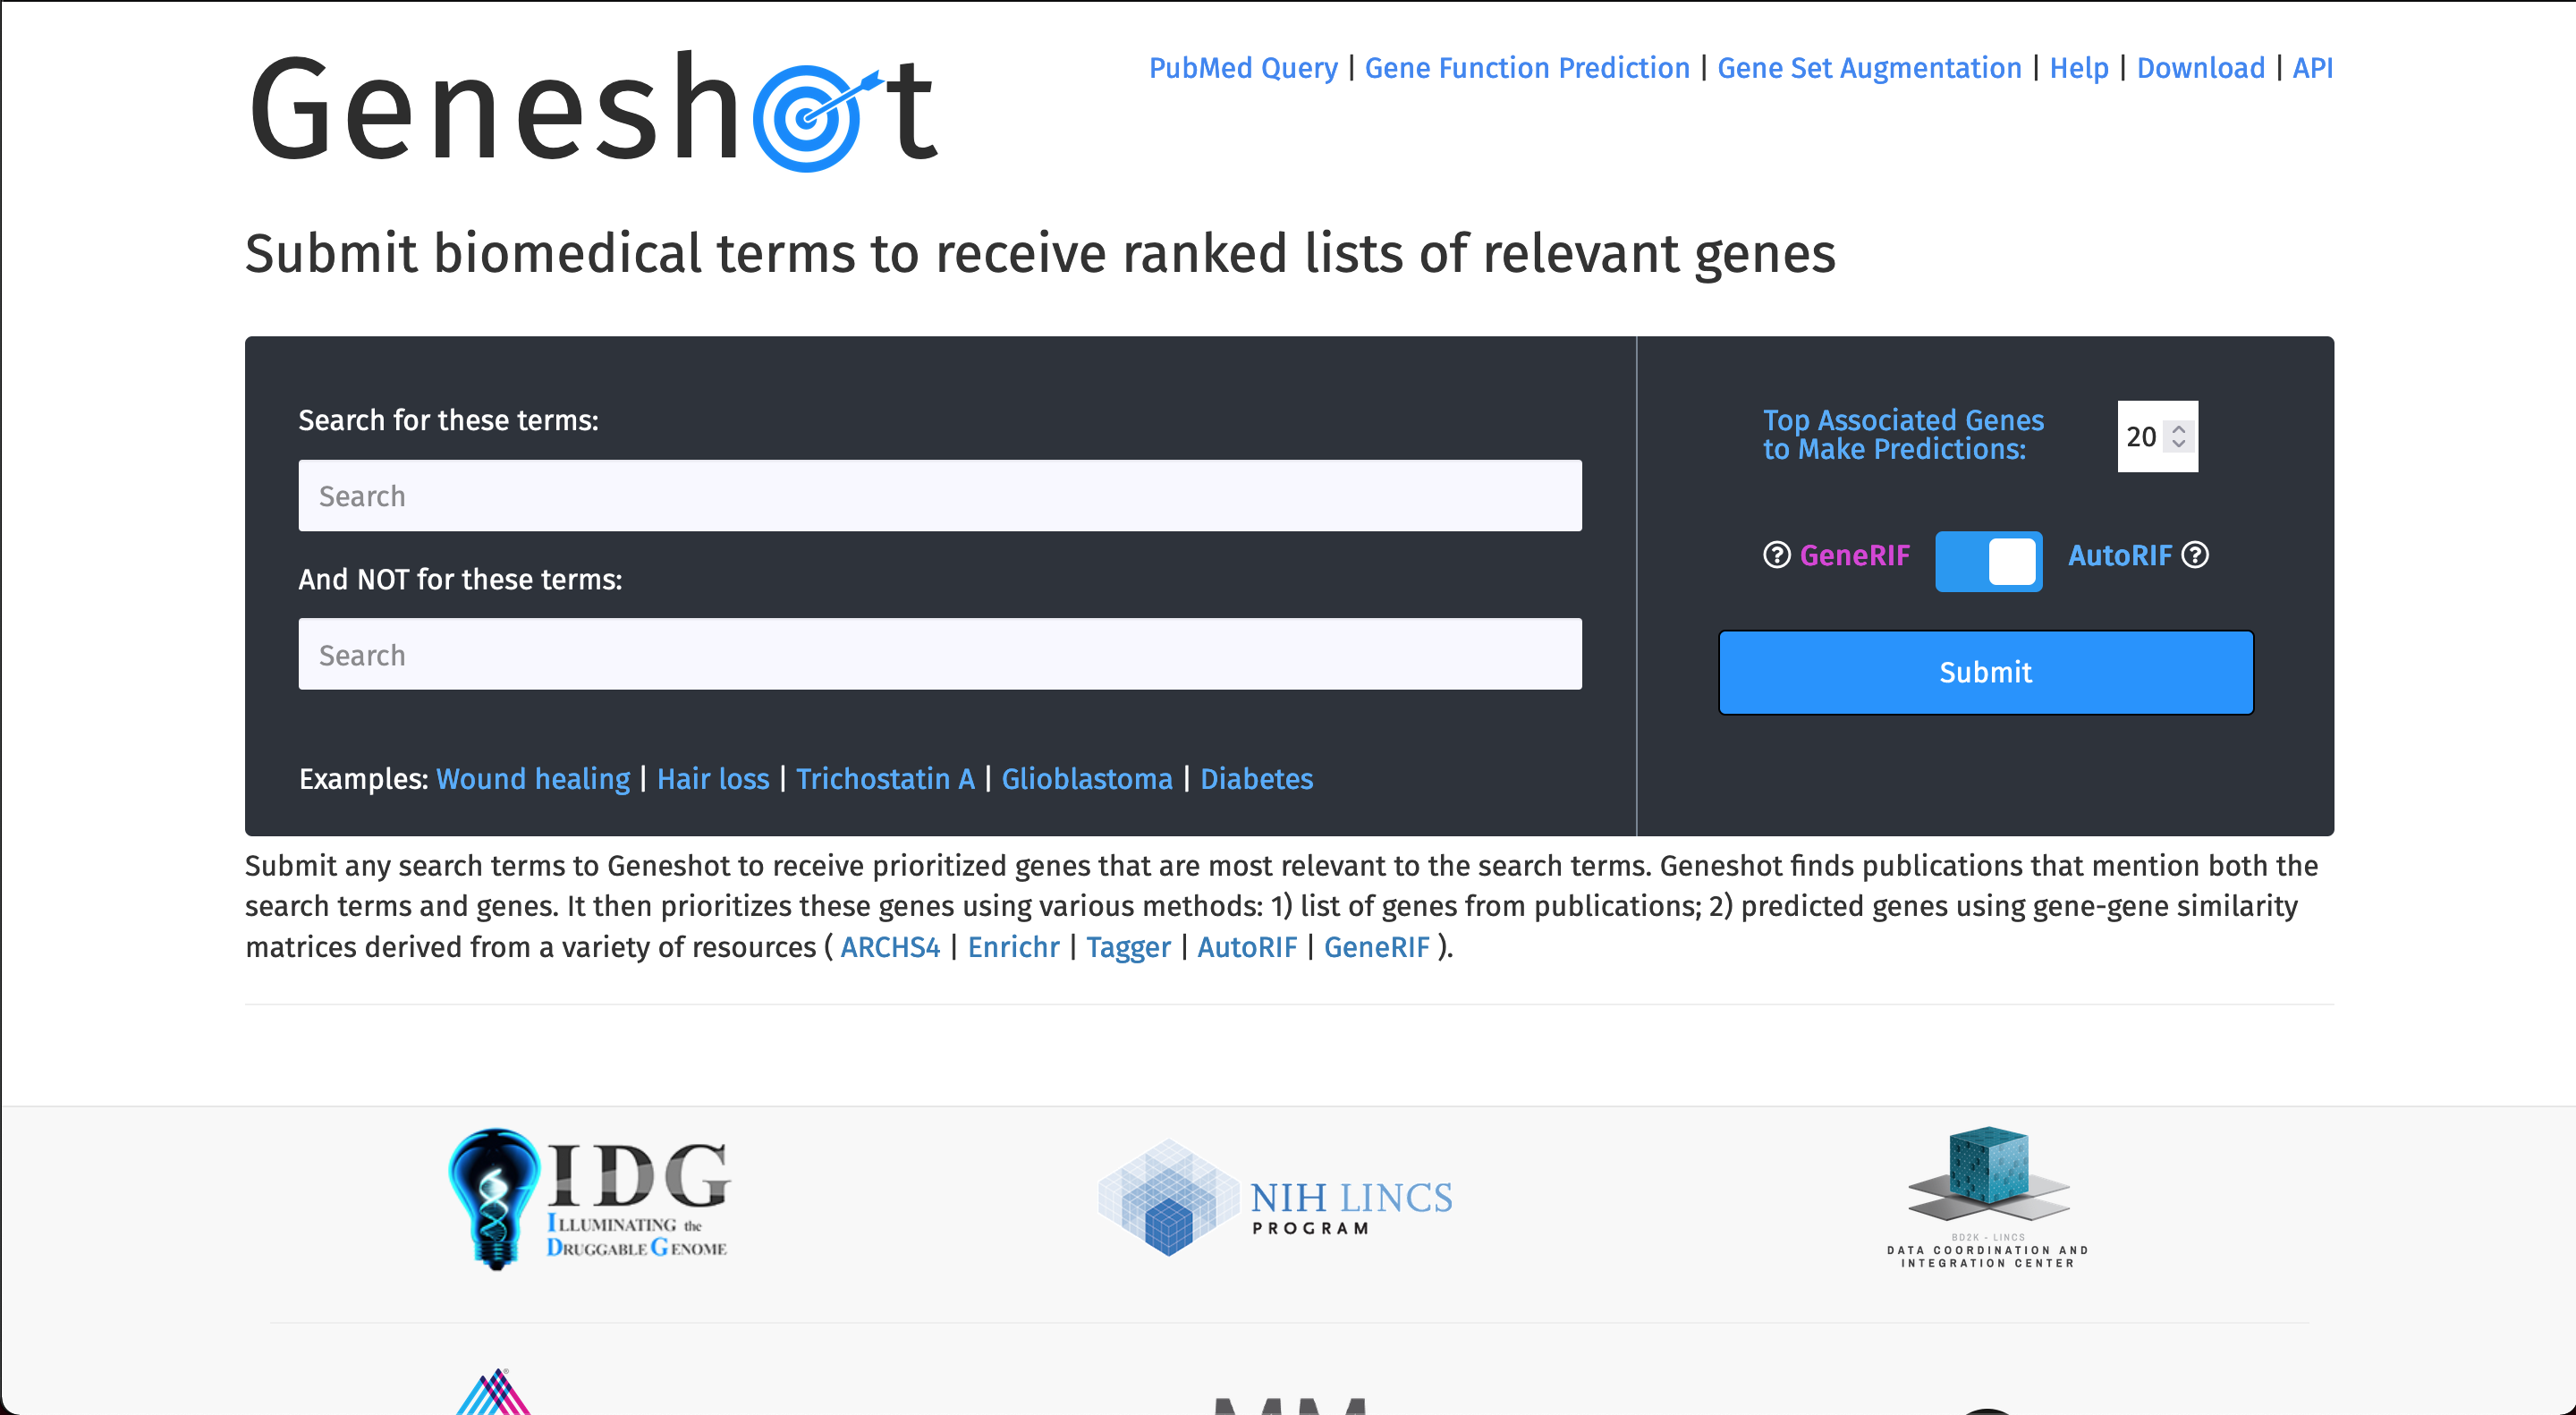 Geneshot
PubMed Query | Gene Function Prediction | Gene Set Augmentation | Help | Download | API
Submit biomedical terms to receive ranked lists of relevant genes
Search for these terms:
Search
And NOT for these terms:
Search
Examples: Wound healing | Hair loss | Trichostatin A | Glioblastoma | Diabetes
Top Associated Genes
to Make Predictions:
20
GeneRIF
AutoRIF
Submit
Submit any search terms to Geneshot to receive prioritized genes that are most relevant to the search terms. Geneshot finds publications that mention both the
search terms and genes. It then prioritizes these genes using various methods: 1) list of genes from publications; 2) predicted genes using gene-gene similarity
matrices derived from a variety of resources ( ARCHS4 | Enrichr | Tagger | AutoRIF | GeneRIF ).
IDG
ILLUMINATING the
DRUGGABLE GENOME
NIH LINCS
PROGRAM
BD2K - LINCS
DATA COORDINATION AND
INTEGRATION CENTER